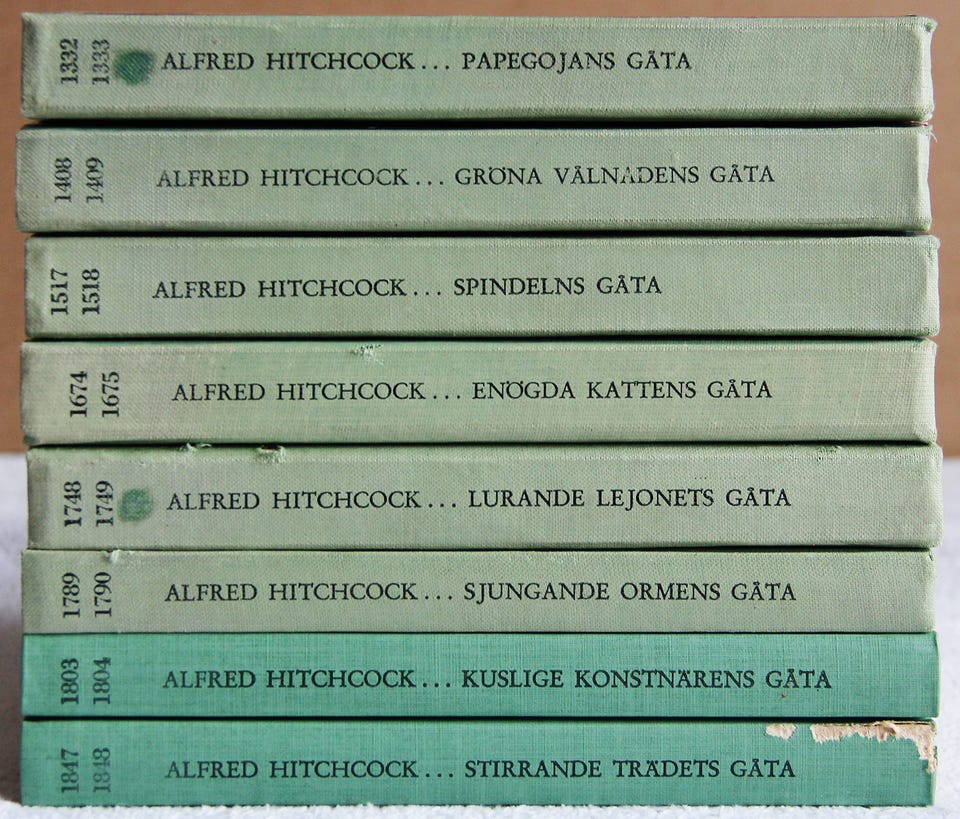 1332
1333
ALFRED HITCHCOCK... PAPEGOJANS GÅTA
1408
1409
ALFRED HITCHCOCK... GRÖNA VÅLNADENS GÅTA
1517
1518
ALFRED HITCHCOCK... SPINDELNS GÅTA
1674
1675
ALFRED HITCHCOCK... ENÖGDA KATTENS GÅTA
1748
1749
ALFRED HITCHCOCK... LURANDE LEJONETS GÅTA
1789
1790
ALFRED HITCHCOCK... SJUNGANDE ORMENS GÅTA
1803
1804
ALFRED HITCHCOCK... KUSLIGE KONSTNÄRENS GÅTA
1847
1848
ALFRED HITCHCOCK... STIRRANDE TRÄDETS GÅTA